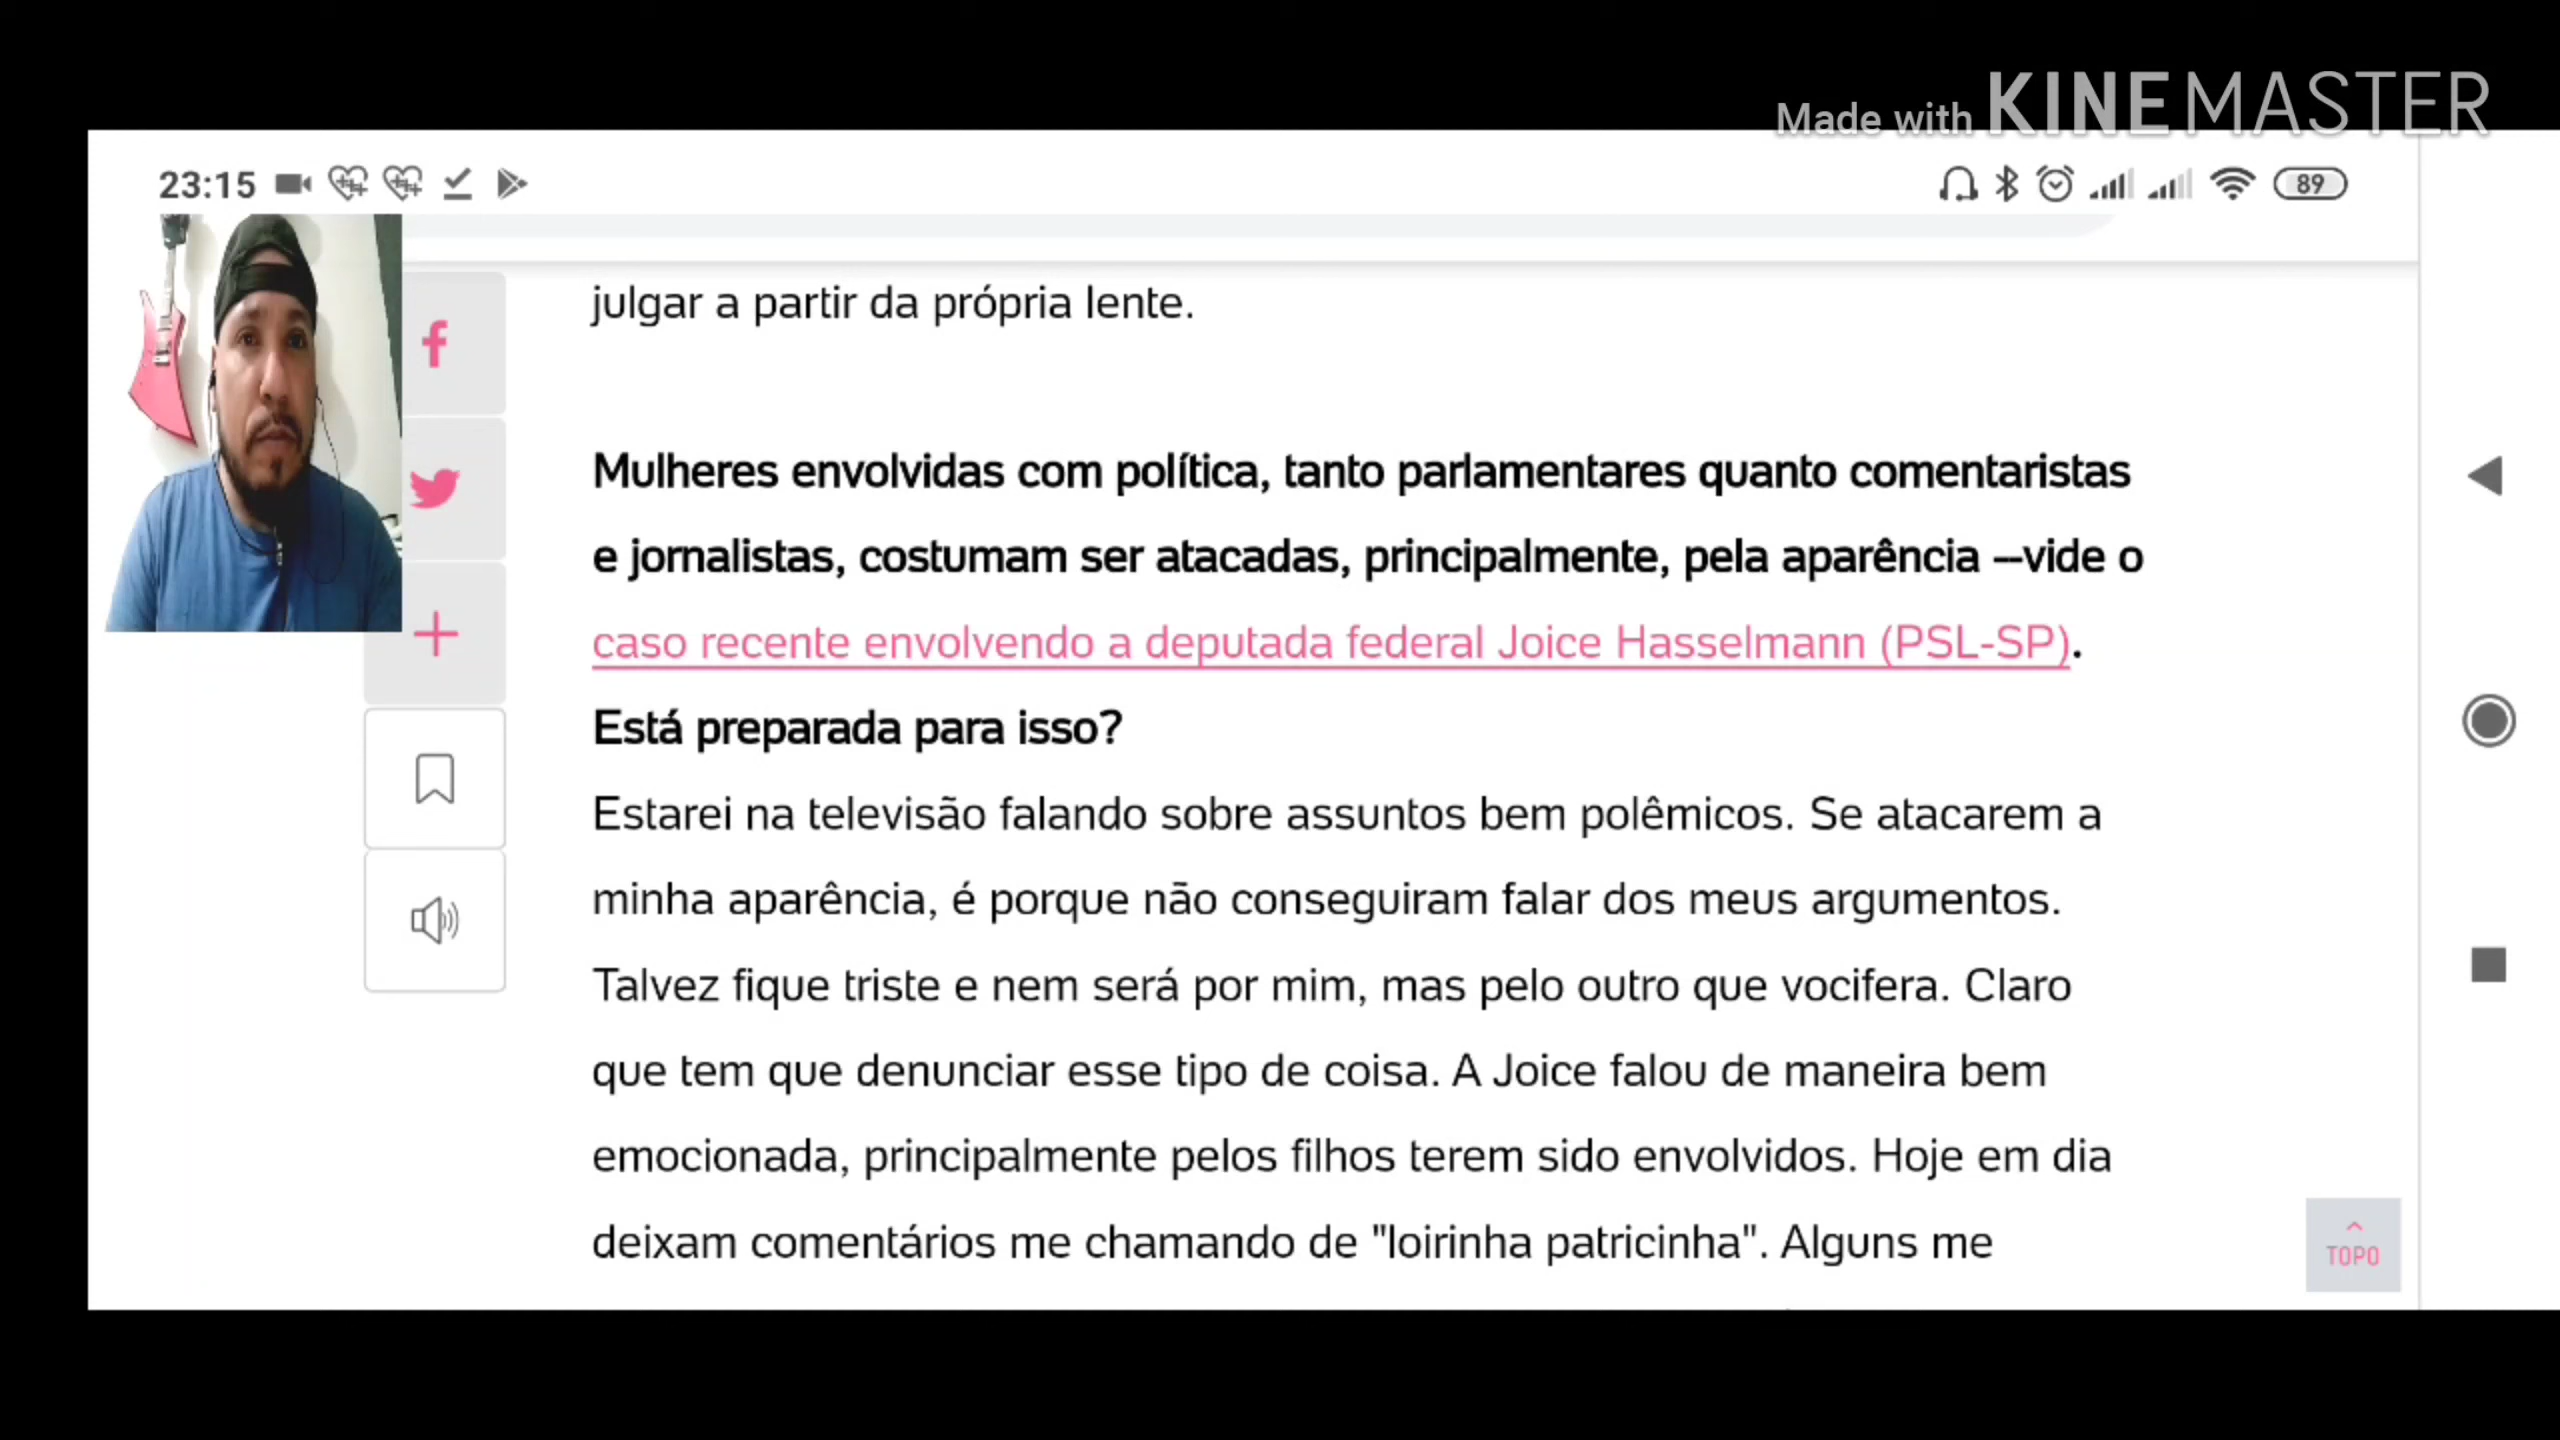 Made with KINEMASTER
23:15
89
julgar a partir da própria lente.
Mulheres envolvidas com política, tanto parlamentares quanto comentaristas
e jornalistas, costumam ser atacadas, principalmente, pela aparência --vide o
caso recente envolvendo a deputada federal Joice Hasselmann (PSL-SP).
Está preparada para isso?
Estarei na televisão falando sobre assuntos bem polêmicos. Se atacarem a
minha aparência, é porque não conseguiram falar dos meus argumentos.
Talvez fique triste e nem será por mim, mas pelo outro que vocifera. Claro
que tem que denunciar esse tipo de coisa. A Joice falou de maneira bem
emocionada, principalmente pelos filhos terem sido envolvidos. Hoje em dia
deixam comentários me chamando de "loirinha patricinha". Alguns me
TOPO